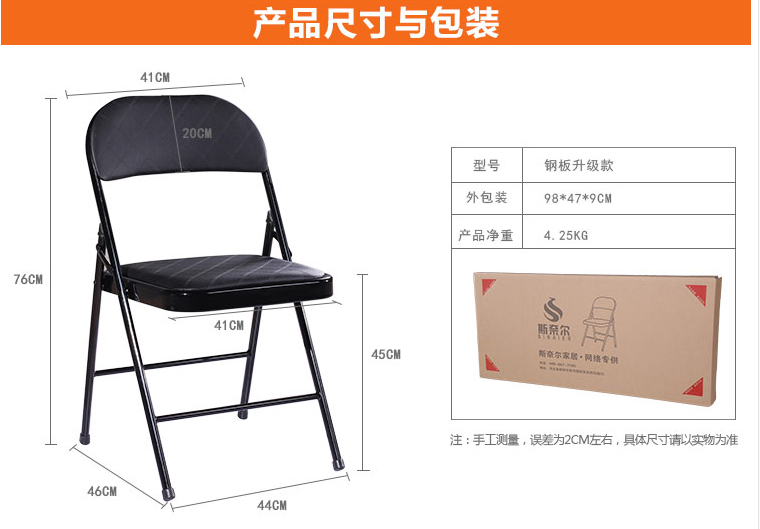 产品尺寸与包装
41CM
20CM
76CM
41CM
45CM
46CM
44CM
型号 钢板升级款
外包装 98*47*9CM
产品净重 4.25KG
斯奈尔
SINAIER
斯奈尔家居·网络专供
注：手工测量，误差为2CM左右，具体尺寸请以实物为准